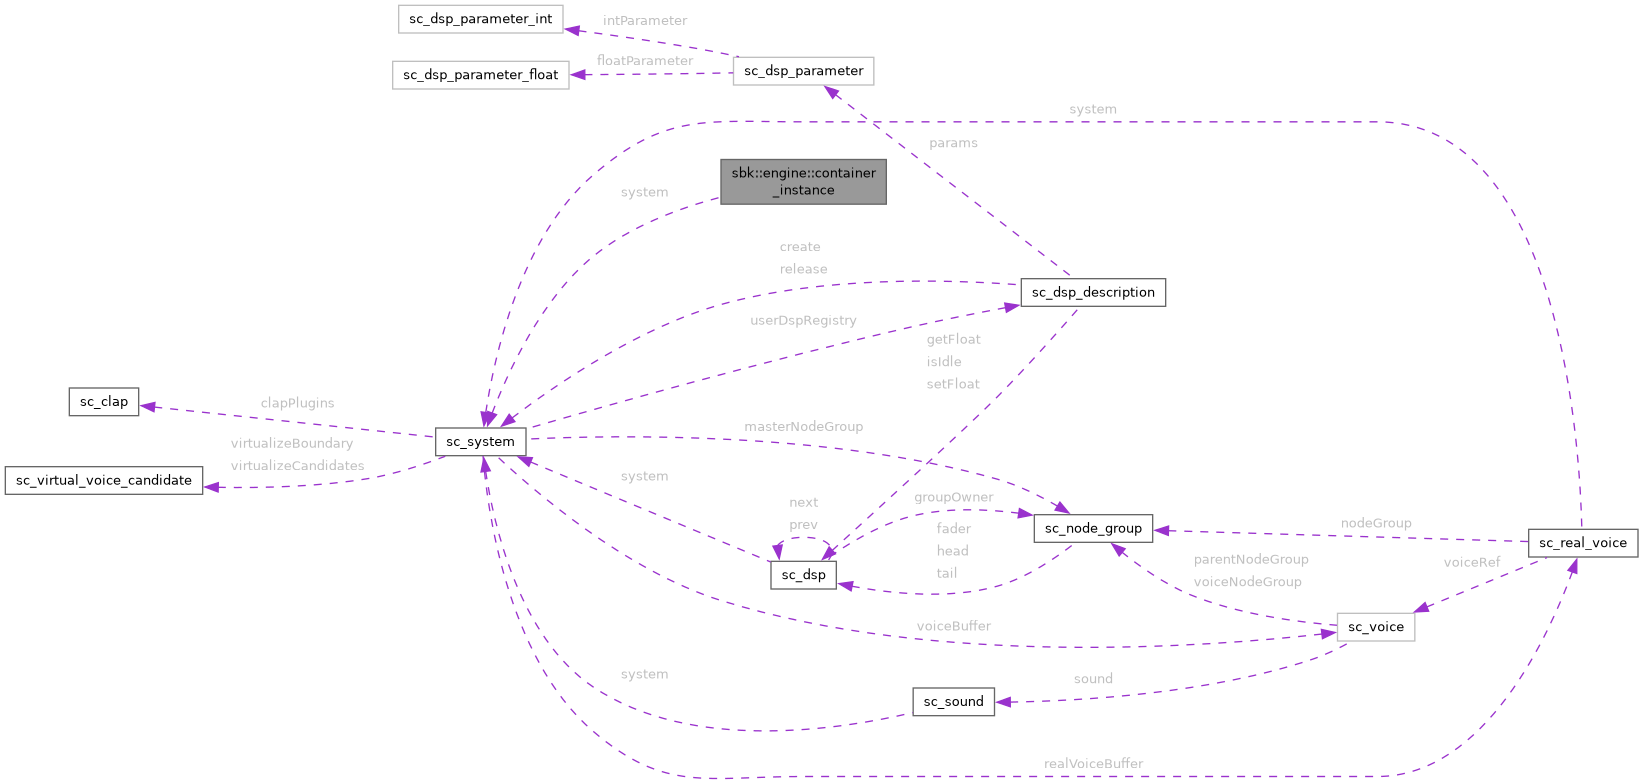 sc_dsp_parameter_int
intParameter
floatParameter
sc_dsp_parameter
sc_dsp_parameter_float
system
params
sbk::engine::container
_instance
system
create
release
sc_dsp_description
userDspRegistry
getFloat
isIdle
setFloat
sc_clap
clapPlugins
masterNodeGroup
sc_system
virtualizeBoundary
virtualizeCandidates
sc_virtual_voice_candidate
system
next
prev
groupOwner
fader
head
tail
sc_node_group
nodeGroup
sc_real_voice
sc_dsp
parentNodeGroup
voiceNodeGroup
voiceRef
voiceBuffer
sc_voice
system
sound
sc_sound
realVoiceBuffer